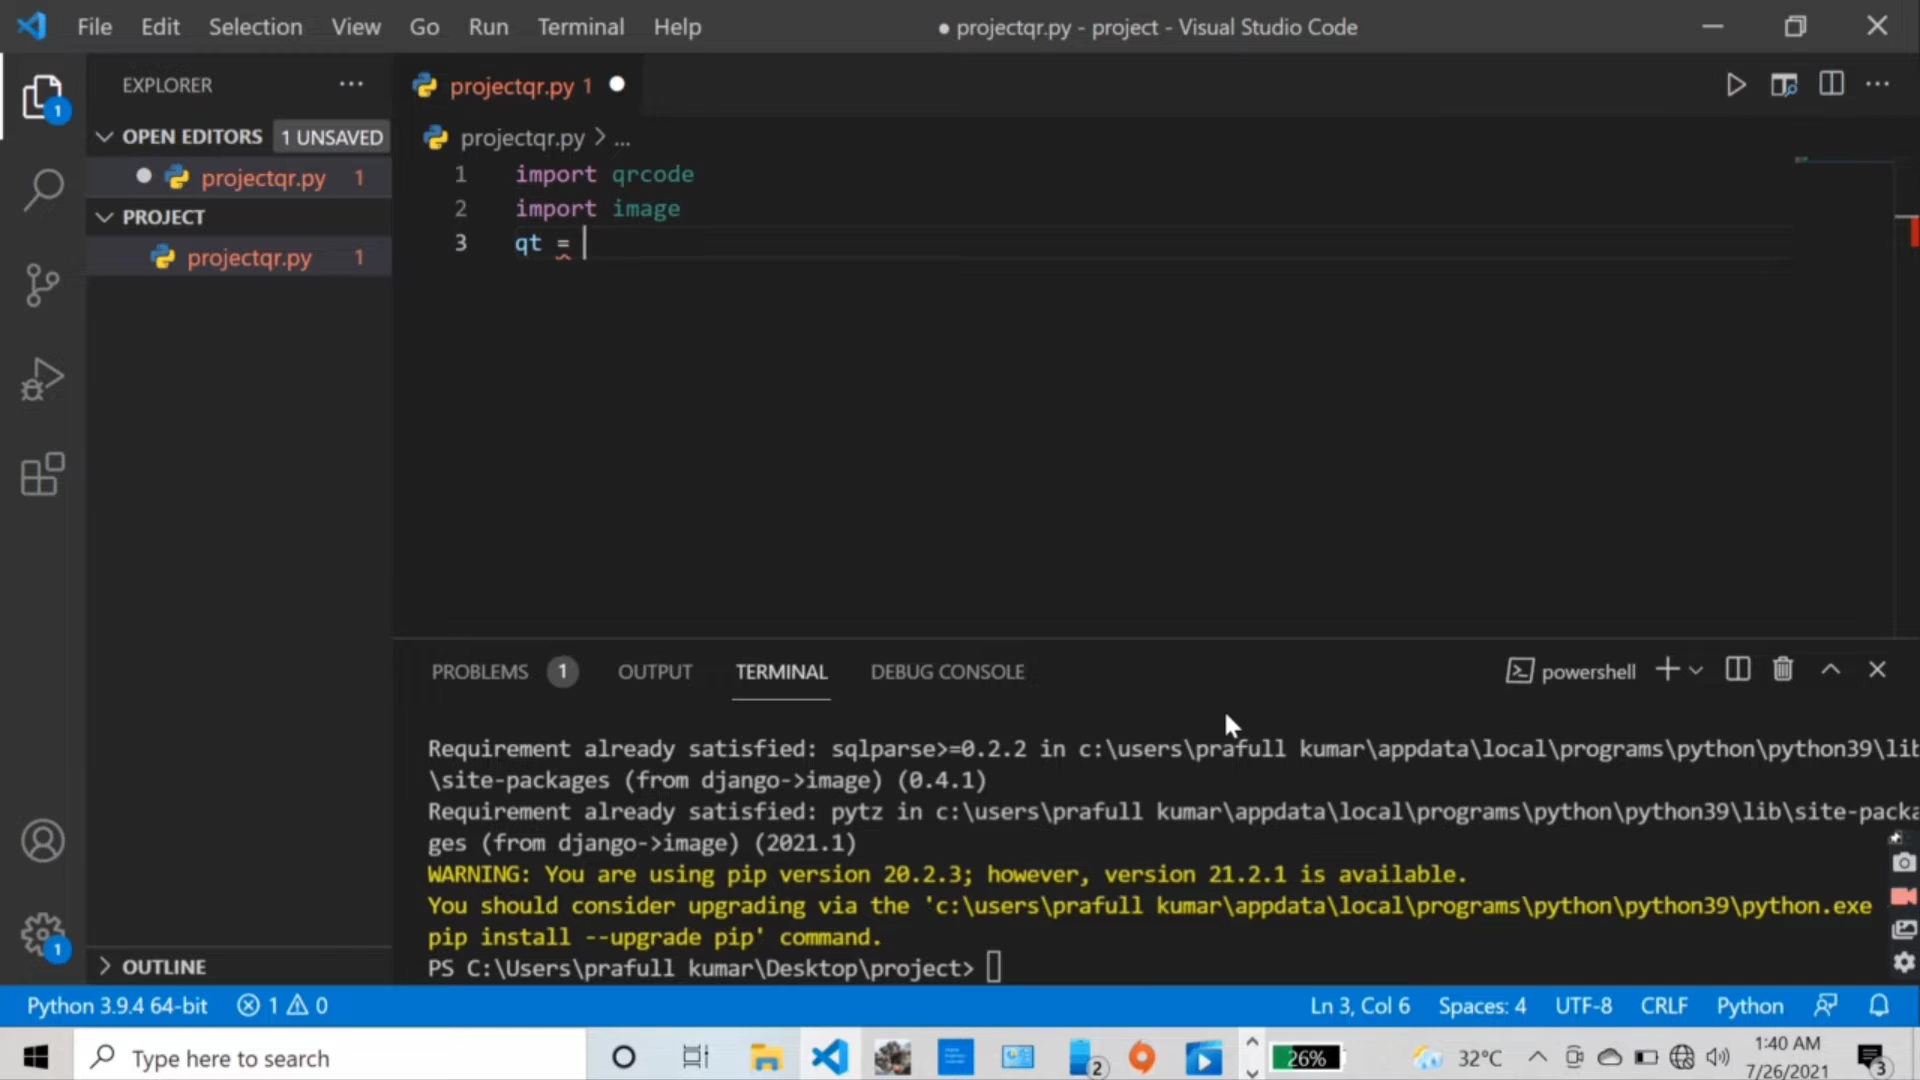 File Edit Selection View Go Run Terminal Help
● projectqr.py - project - Visual Studio Code
EXPLORER
OPEN EDITORS 1 UNSAVED
projectqr.py 1
PROJECT
projectqr.py 1
OUTLINE
1
1
projectqr.py 1
projectqr.py > ...
1 import qrcode
2 import image
3 qt =
PROBLEMS 1 OUTPUT TERMINAL DEBUG CONSOLE
powershell
Requirement already satisfied: sqlparse>=0.2.2 in c:\users\prafull kumar\appdata\local\programs\python\python39\lib
\site-packages (from django->image) (0.4.1)
Requirement already satisfied: pytz in c:\users\prafull kumar\appdata\local\programs\python\python39\lib\site-packa
ges (from django->image) (2021.1)
WARNING: You are using pip version 20.2.3; however, version 21.2.1 is available.
You should consider upgrading via the 'c:\users\prafull kumar\appdata\local\programs\python\python39\python.exe
pip install --upgrade pip' command.
PS C:\Users\prafull kumar\Desktop\project>
Python 3.9.4 64-bit 1 0
Ln 3, Col 6 Spaces: 4 UTF-8 CRLF Python
Type here to search
2
26%
32°C
1:40 AM
7/26/2021
3